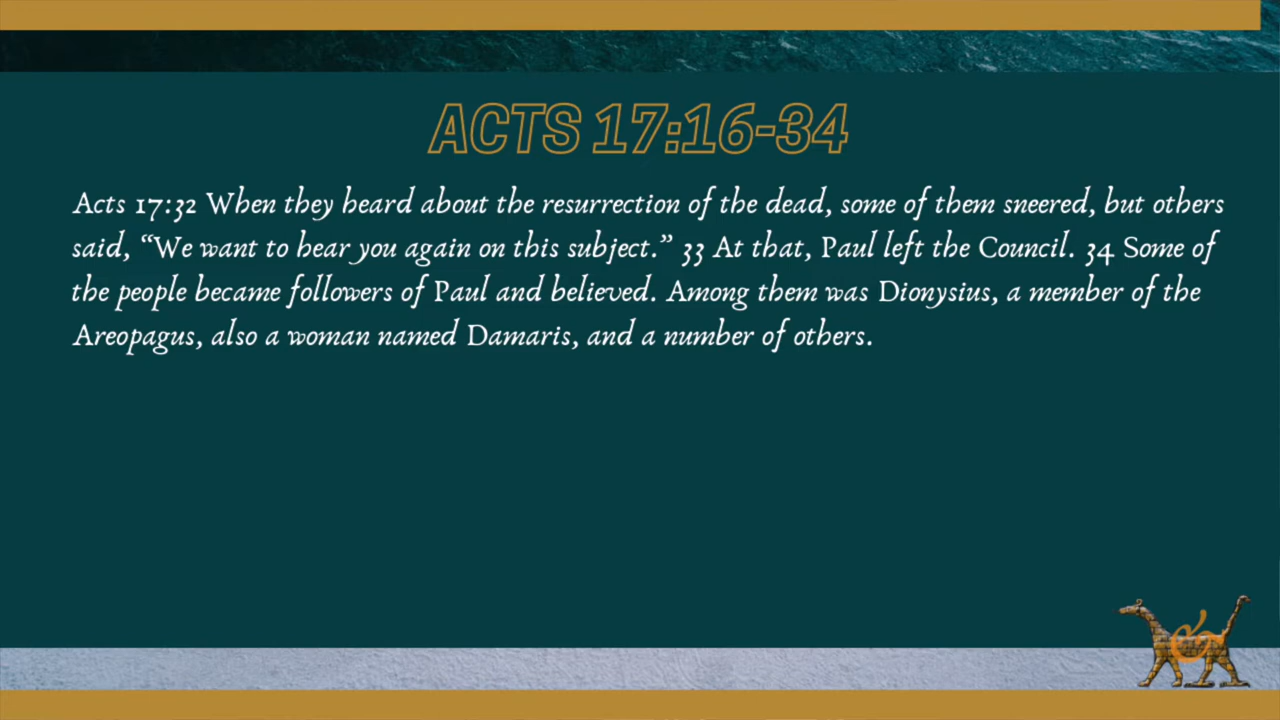 ACTS 17:16-34
Acts 17:32 When they heard about the resurrection of the dead, some of them sneered, but others
said, “We want to hear you again on this subject.” 33 At that, Paul left the Council. 34 Some of
the people became followers of Paul and believed. Among them was Dionysius, a member of the
Areopagus, also a woman named Damaris, and a number of others.